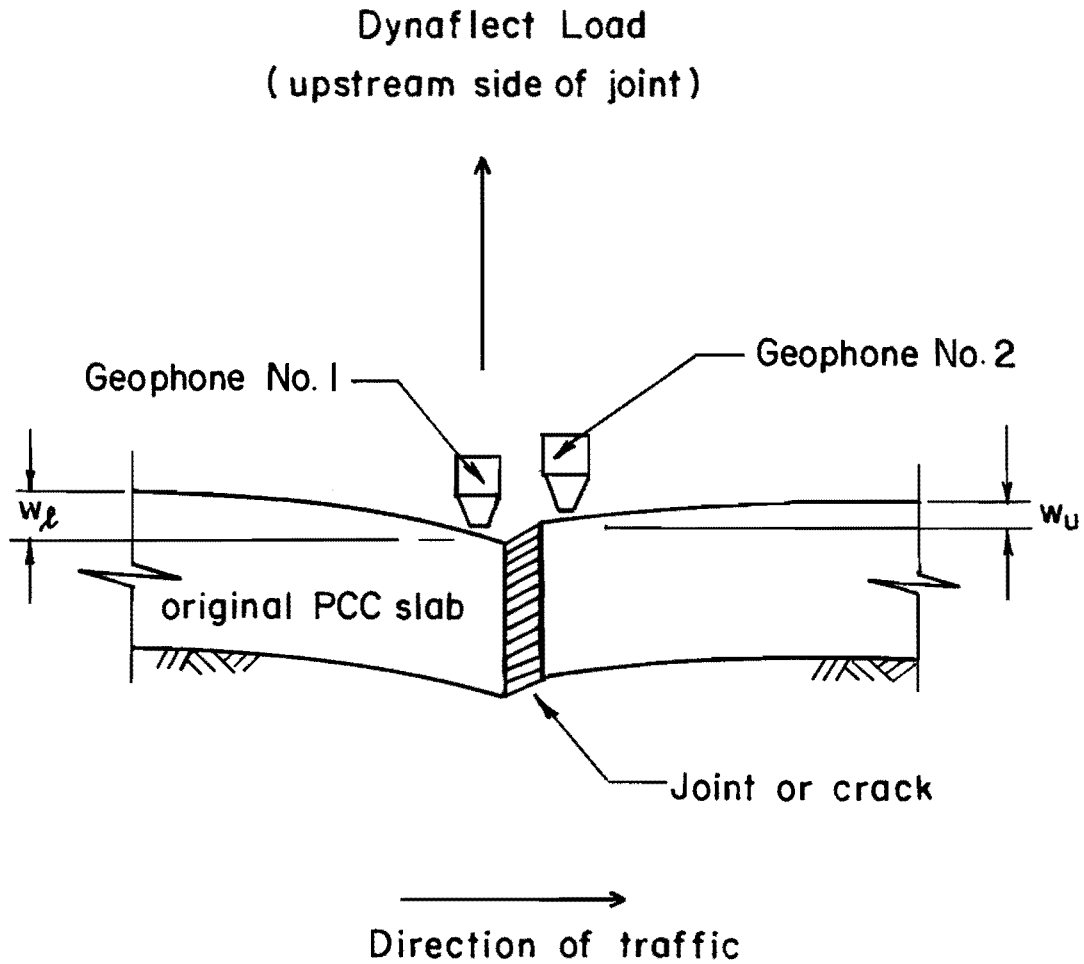 Dynaflect Load
(upstream side of joint)
Geophone No. 1
Geophone No. 2
wℓ
wu
original PCC slab
Joint or crack
Direction of traffic